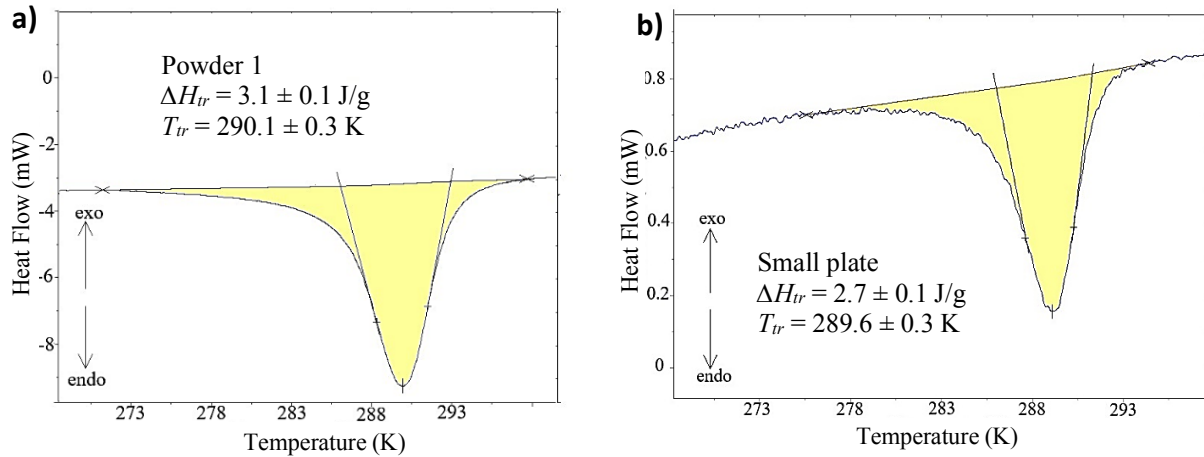 a)
Powder 1
ΔHtr = 3.1 ± 0.1 J/g
Ttr = 290.1 ± 0.3 K
Heat Flow (mW)
0
-2
-4
-6
-8
exo
endo
273 278 283 288 293
Temperature (K)
b)
Heat Flow (mW)
0.8
0.6
0.4
0.2
0
exo
endo
Small plate
ΔHtr = 2.7 ± 0.1 J/g
Ttr = 289.6 ± 0.3 K
273 278 283 288 293
Temperature (K)